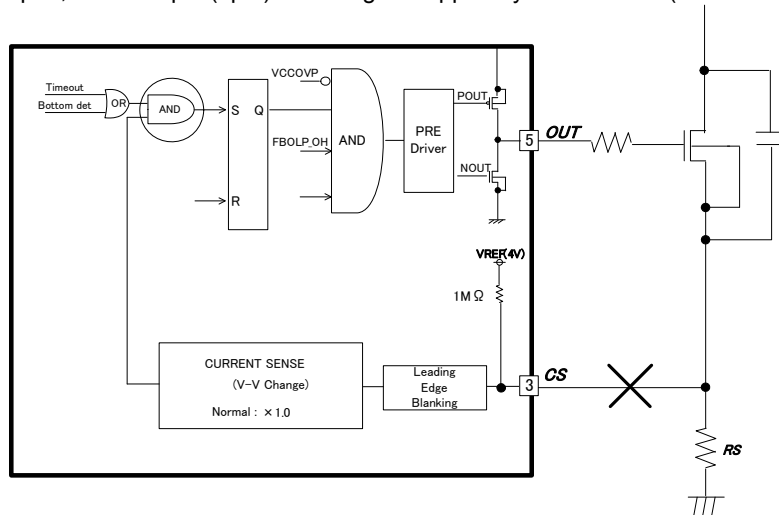 Timeout
Bottom det
OR
AND
S Q
R
VCCOVP
FBOLP_OH
AND
PRE
Driver
POUT
NOUT
5
OUT
VREF(4V)
1MΩ
CURRENT SENSE
(V-V Change)
Normal : ×1.0
Leading
Edge
Blanking
3
CS
RS